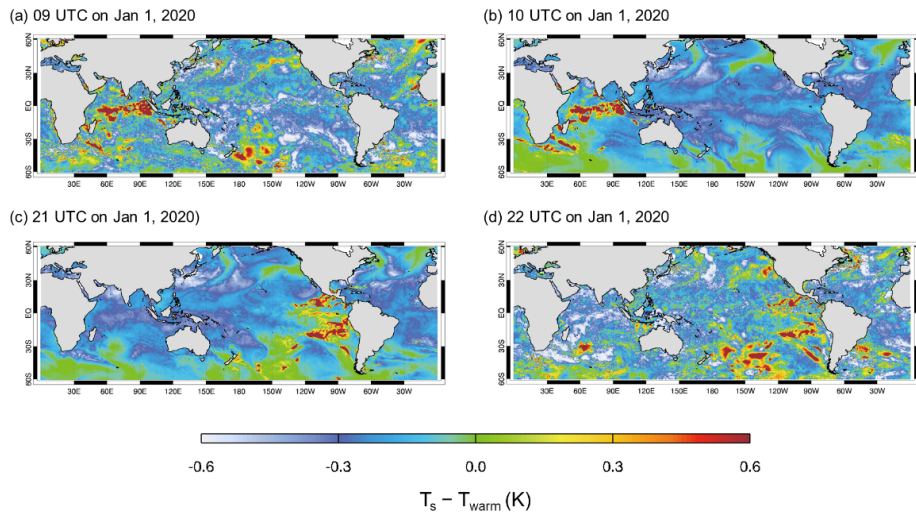 (a) 09 UTC on Jan 1, 2020
(b) 10 UTC on Jan 1, 2020
60N
30N
EQ
30S
60S
30E 60E 90E 120E 150E 180 150W 120W 90W 60W 30W
60N
30N
EQ
30S
60S
30E 60E 90E 120E 150E 180 150W 120W 90W 60W 30W
(c) 21 UTC on Jan 1, 2020)
(d) 22 UTC on Jan 1, 2020
60N
30N
EQ
30S
60S
30E 60E 90E 120E 150E 180 150W 120W 90W 60W 30W
60N
30N
EQ
30S
60S
30E 60E 90E 120E 150E 180 150W 120W 90W 60W 30W
-0.6 -0.3 0.0 0.3 0.6
Ts − Twarm (K)